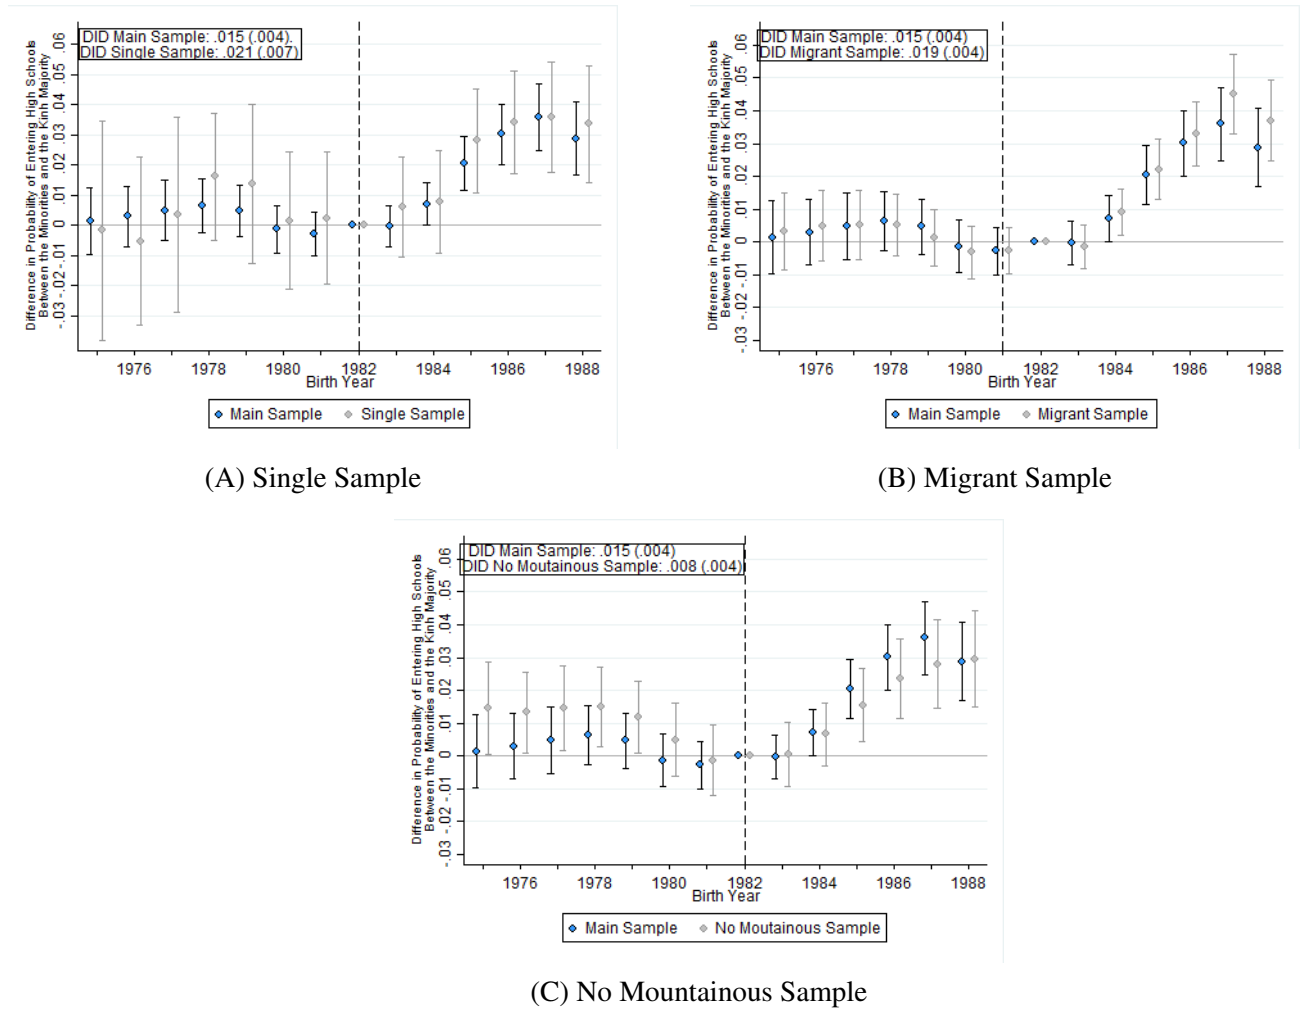 DID Main Sample: .015 (.004).
DID Single Sample: .021 (.007)
Difference in Probability of Entering High Schools
Between the Minorities and the Kinh Majority
.06
.05
.04
.03
.02
.01
0
-.01
-.02
-.03
1976 1978 1980 1982 1984 1986 1988
Birth Year
Main Sample Single Sample
(A) Single Sample
DID Main Sample: .015 (.004)
DID Migrant Sample: .019 (.004)
Difference in Probability of Entering High Schools
Between the Minorities and the Kinh Majority
.06
.05
.04
.03
.02
.01
0
-.01
-.02
-.03
1976 1978 1980 1982 1984 1986 1988
Birth Year
Main Sample Migrant Sample
(B) Migrant Sample
DID Main Sample: .015 (.004)
DID No Moutainous Sample: .008 (.004)
Difference in Probability of Entering High Schools
Between the Minorities and the Kinh Majority
.06
.05
.04
.03
.02
.01
0
-.01
-.02
-.03
1976 1978 1980 1982 1984 1986 1988
Birth Year
Main Sample No Moutainous Sample
(C) No Mountainous Sample